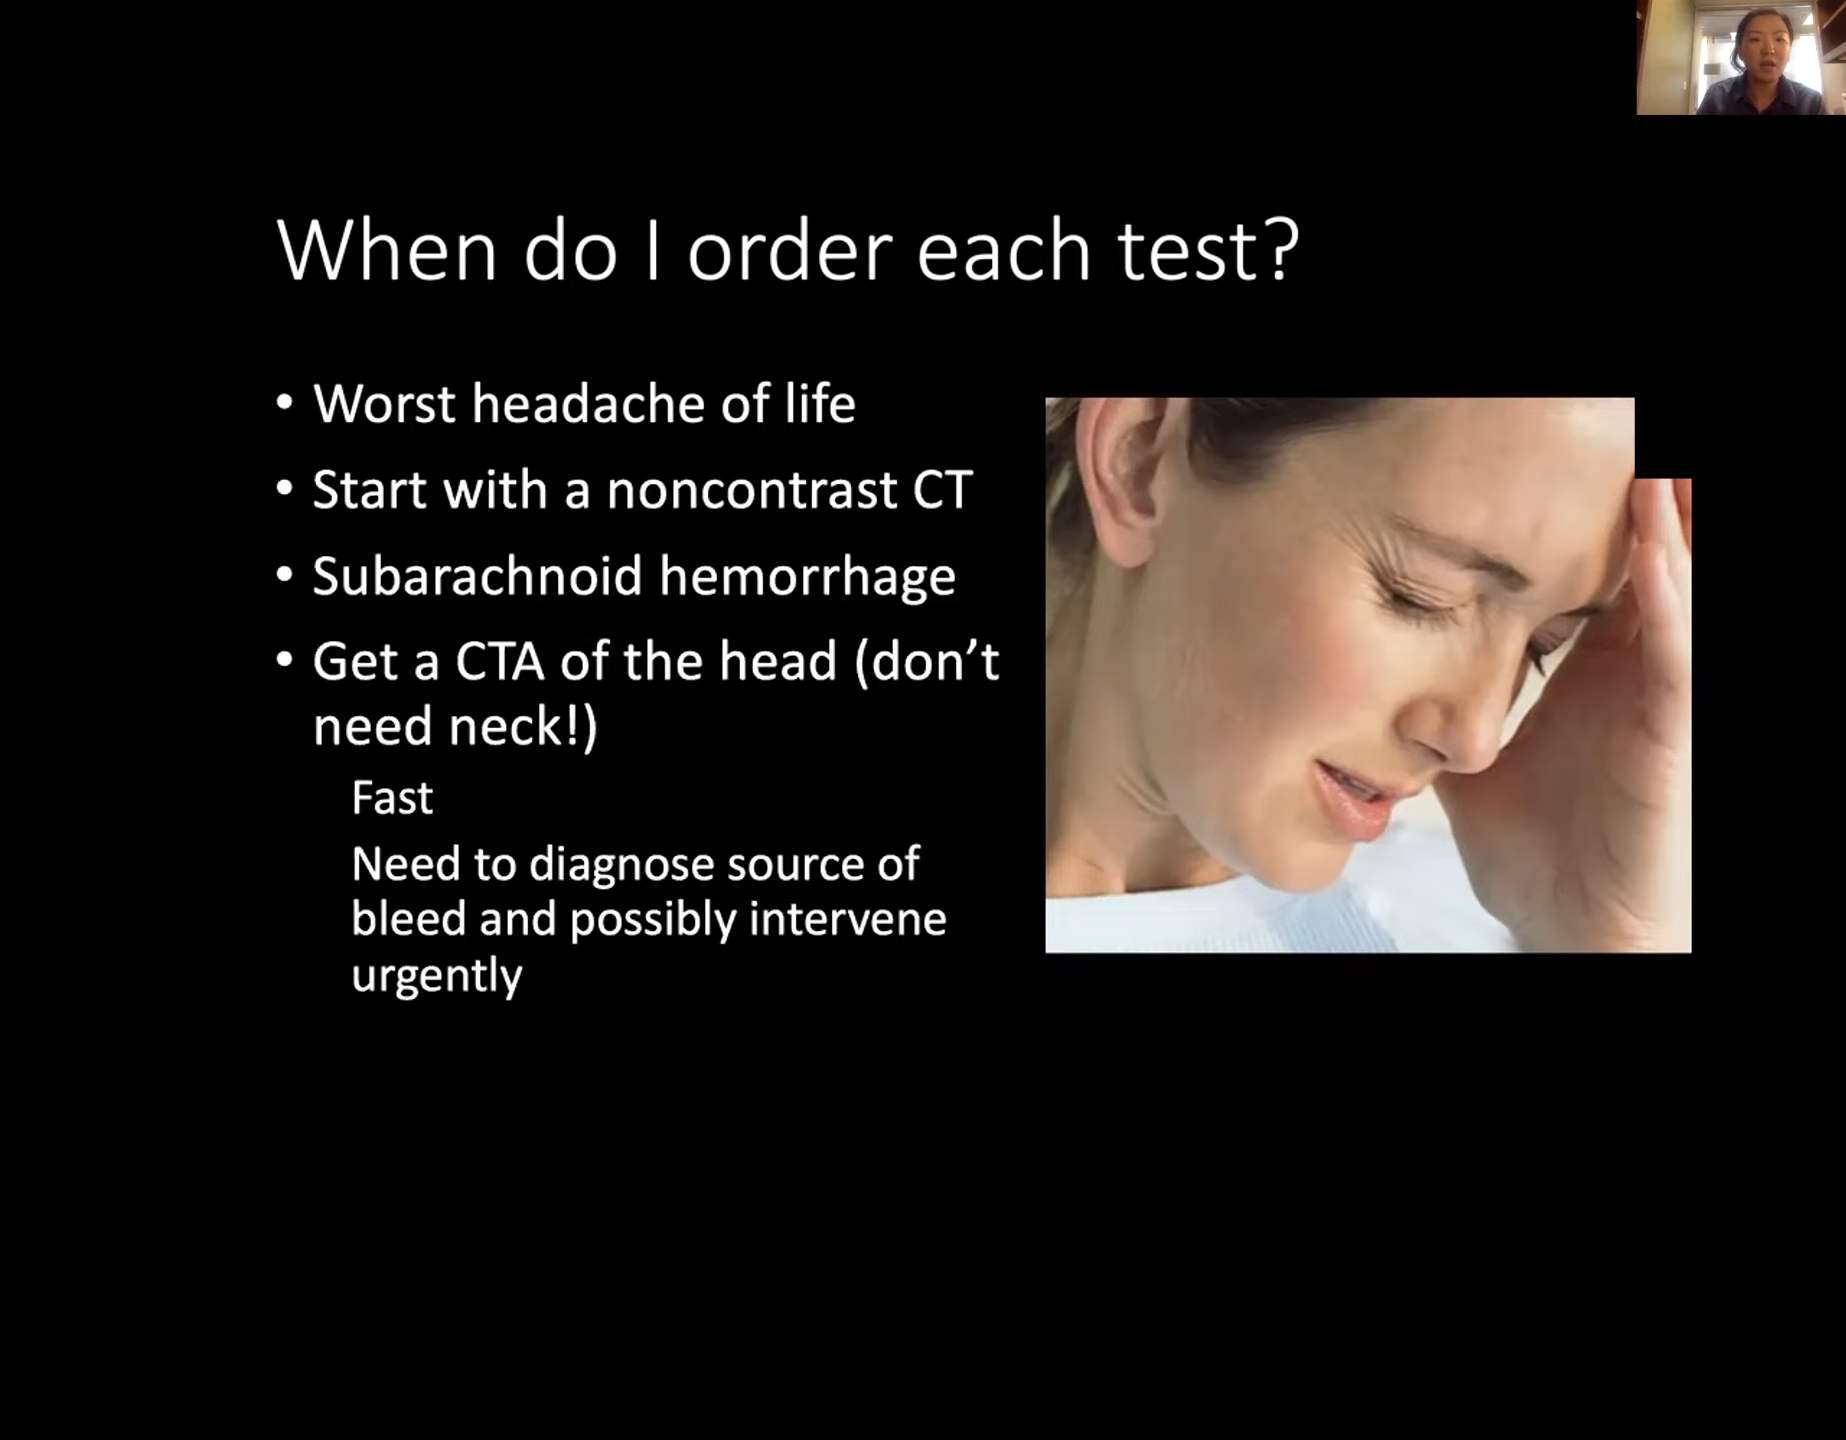 When do I order each test?
• Worst headache of life
• Start with a noncontrast CT
• Subarachnoid hemorrhage
• Get a CTA of the head (don’t
need neck!)
Fast
Need to diagnose source of
bleed and possibly intervene
urgently